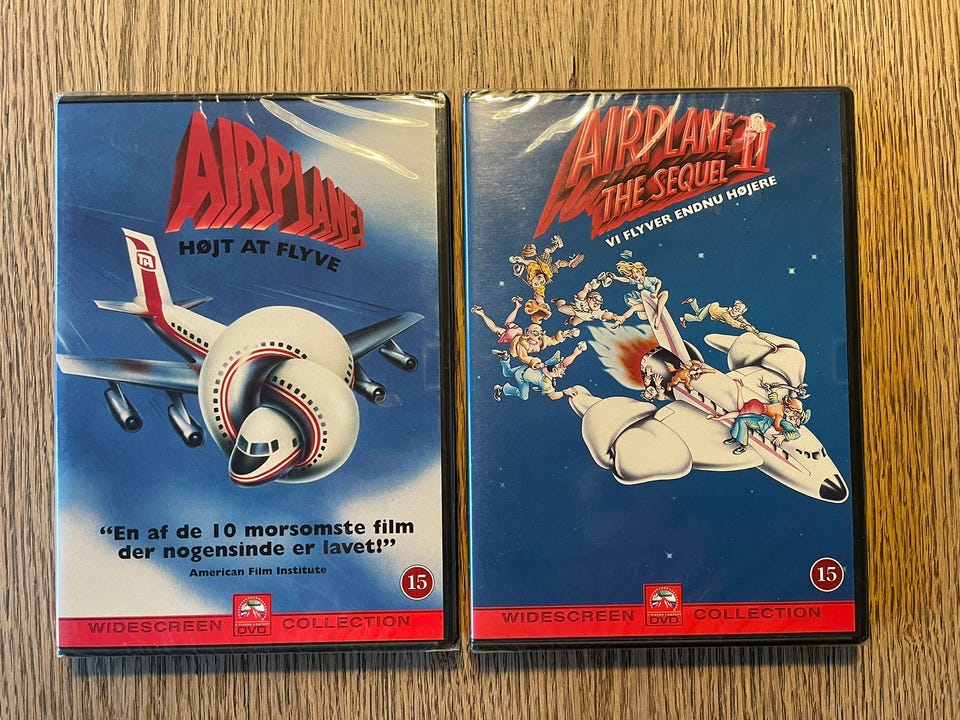 AIRPLANE!
HØJT AT FLYVE
TA
“En af de 10 morsomste film
der nogensinde er lavet!”
American Film Institute
15
WIDESCREEN DVD COLLECTION
AIRPLANE II
THE SEQUEL
VI FLYVER ENDNU HØJERE
15
WIDESCREEN DVD COLLECTION